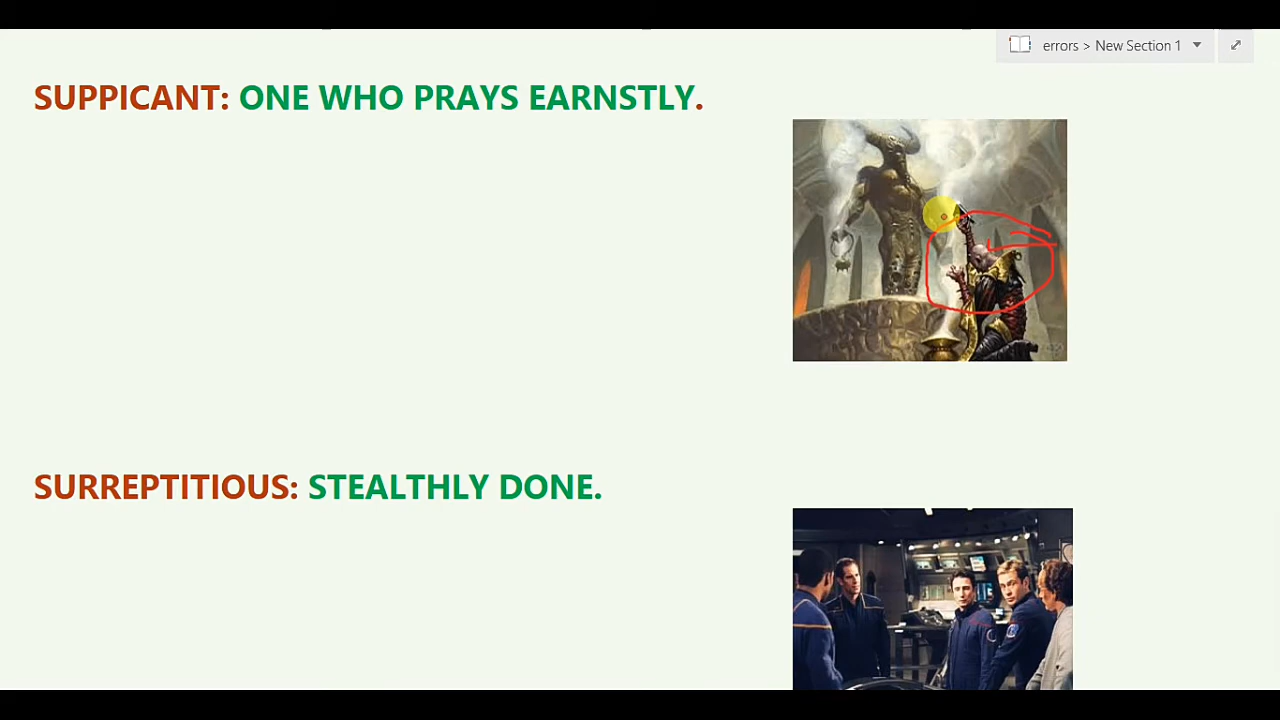 errors > New Section 1
SUPPICANT: ONE WHO PRAYS EARNSTLY.
SURREPTITIOUS: STEALTHLY DONE.